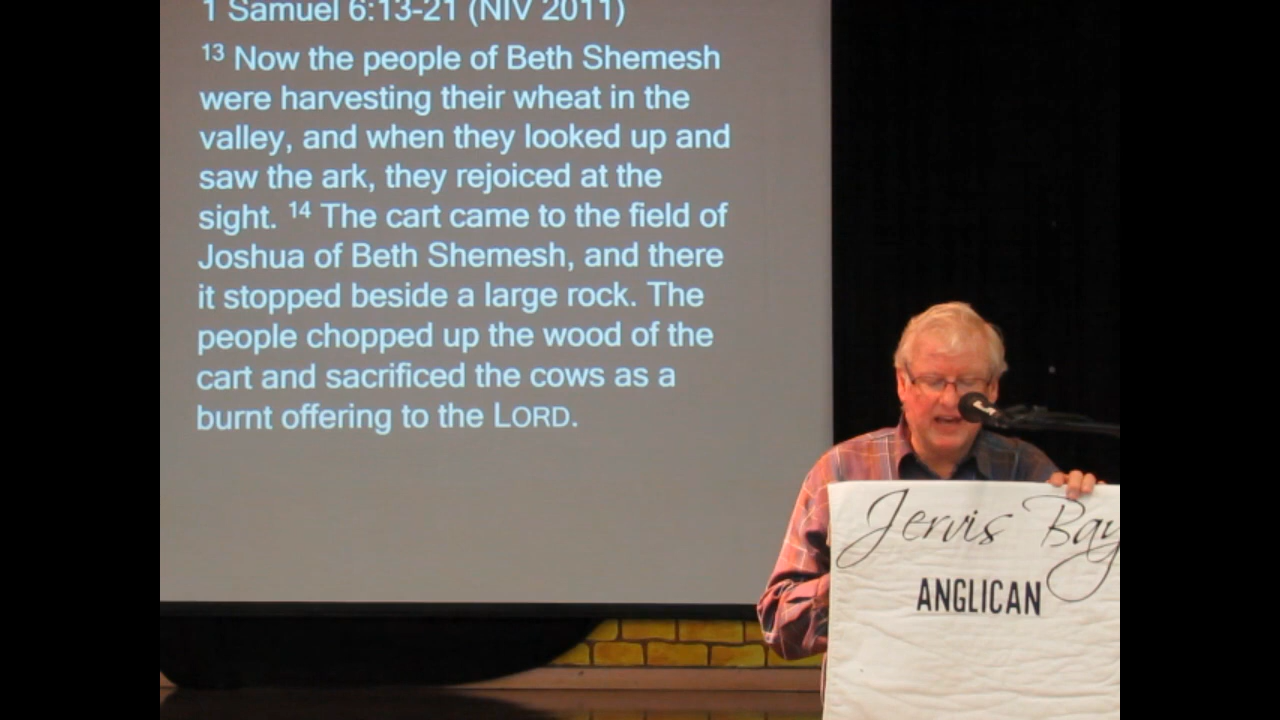 1 Samuel 6:13-21 (NIV 2011)
13 Now the people of Beth Shemesh
were harvesting their wheat in the
valley, and when they looked up and
saw the ark, they rejoiced at the
sight. 14 The cart came to the field of
Joshua of Beth Shemesh, and there
it stopped beside a large rock. The
people chopped up the wood of the
cart and sacrificed the cows as a
burnt offering to the LORD.
Jervis Bay
ANGLICAN